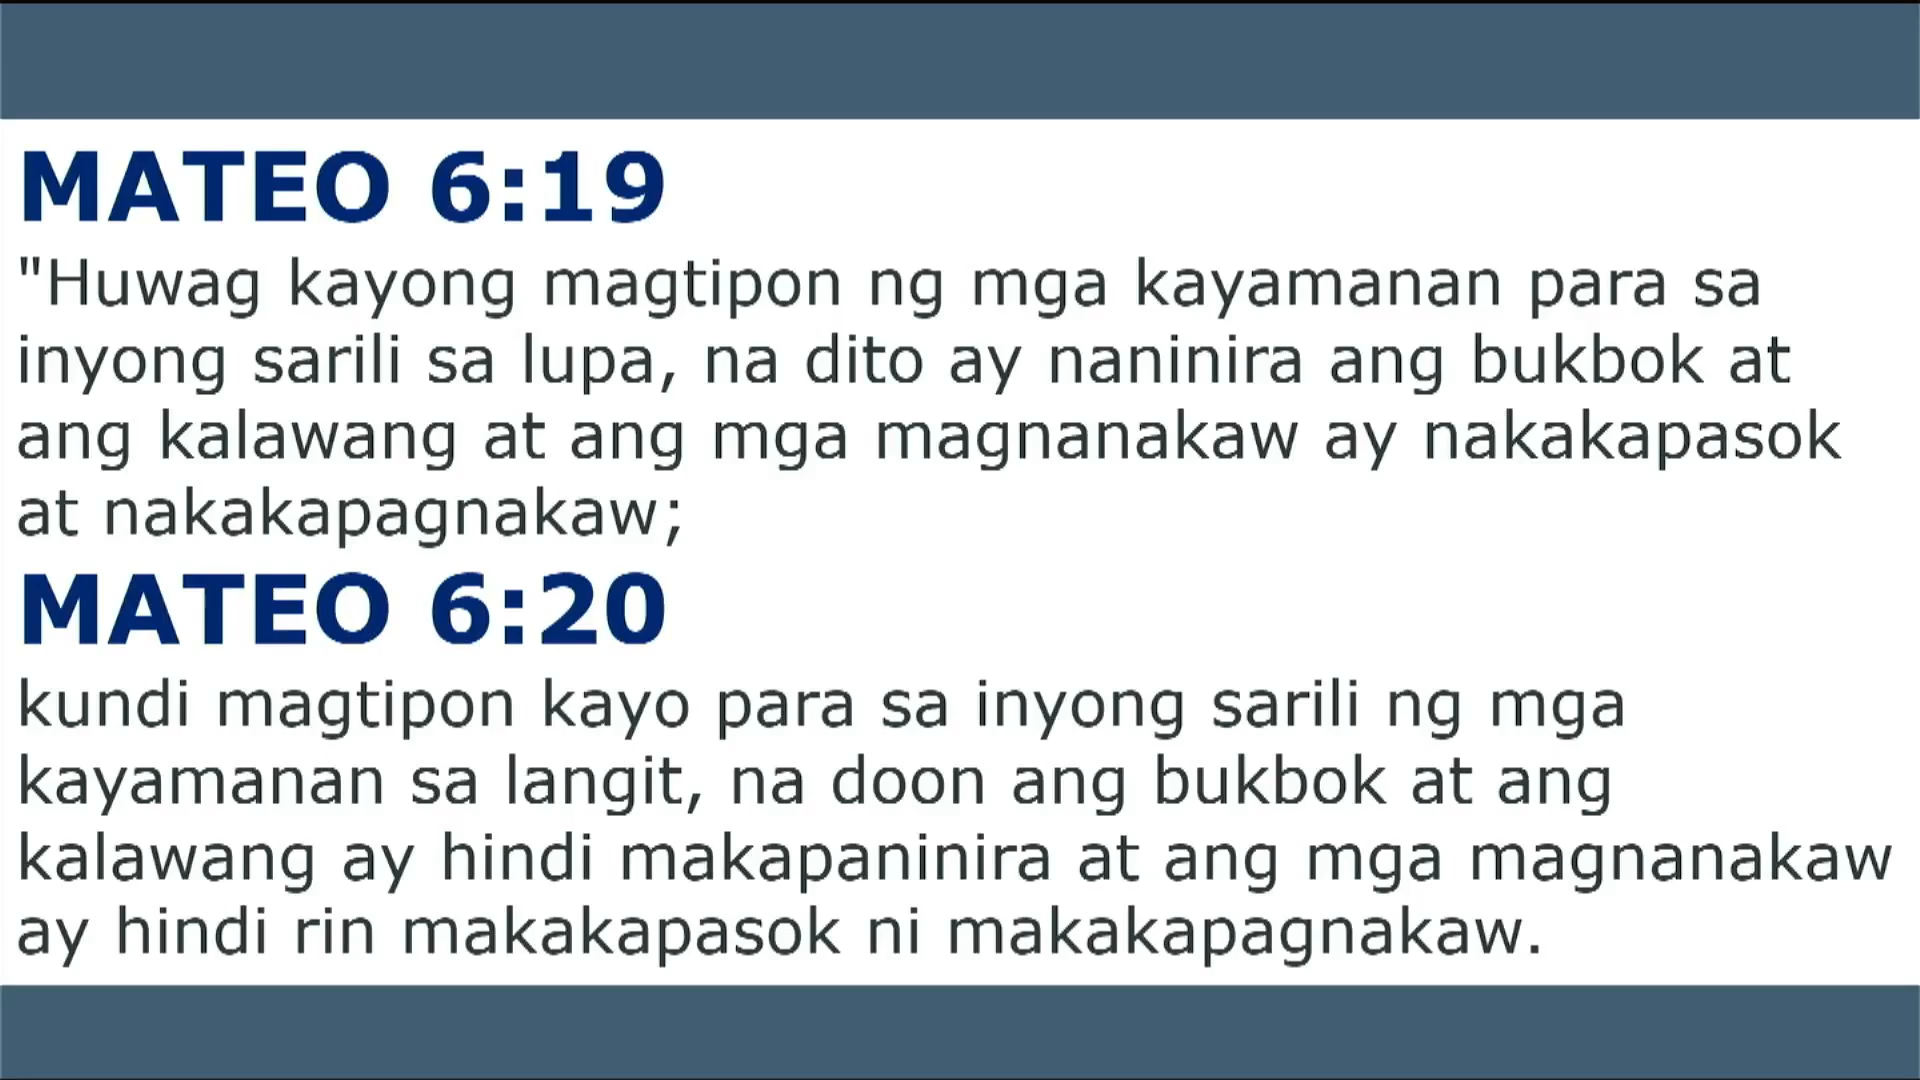 MATEO 6:19
"Huwag kayong magtipon ng mga kayamanan para sa
inyong sarili sa lupa, na dito ay naninira ang bukbok at
ang kalawang at ang mga magnanakaw ay nakakapasok
at nakakapagnakaw;
MATEO 6:20
kundi magtipon kayo para sa inyong sarili ng mga
kayamanan sa langit, na doon ang bukbok at ang
kalawang ay hindi makapaninira at ang mga magnanakaw
ay hindi rin makakapasok ni makakapagnakaw.